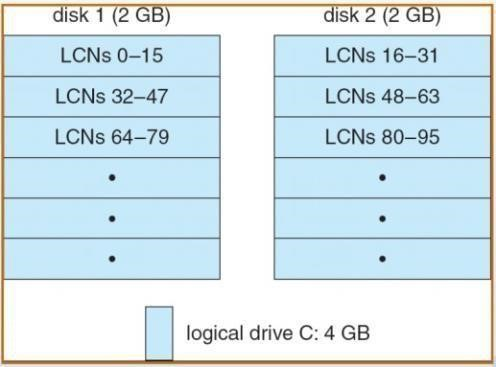 disk 1 (2 GB) disk 2 (2 GB)
LCNs 0–15 LCNs 16–31
LCNs 32–47 LCNs 48–63
LCNs 64–79 LCNs 80–95
• •
• •
• •
logical drive C: 4 GB